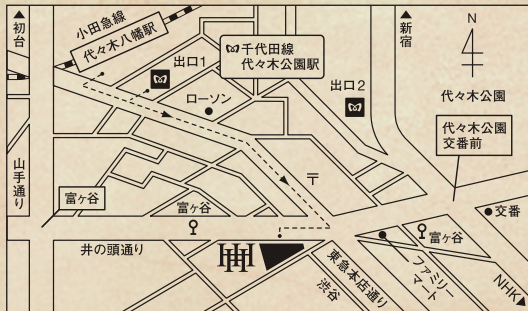 ▲初台
小田急線
代々木八幡駅
出口1
千代田線
代々木公園駅
出口2
▲新宿
N
代々木公園
代々木公園
交番前
ローソン
〒
山手通り
富ヶ谷
富ヶ谷
富ヶ谷
交番
井の頭通り
東急本店通り
渋谷
ファミリー
マート
NHK▶